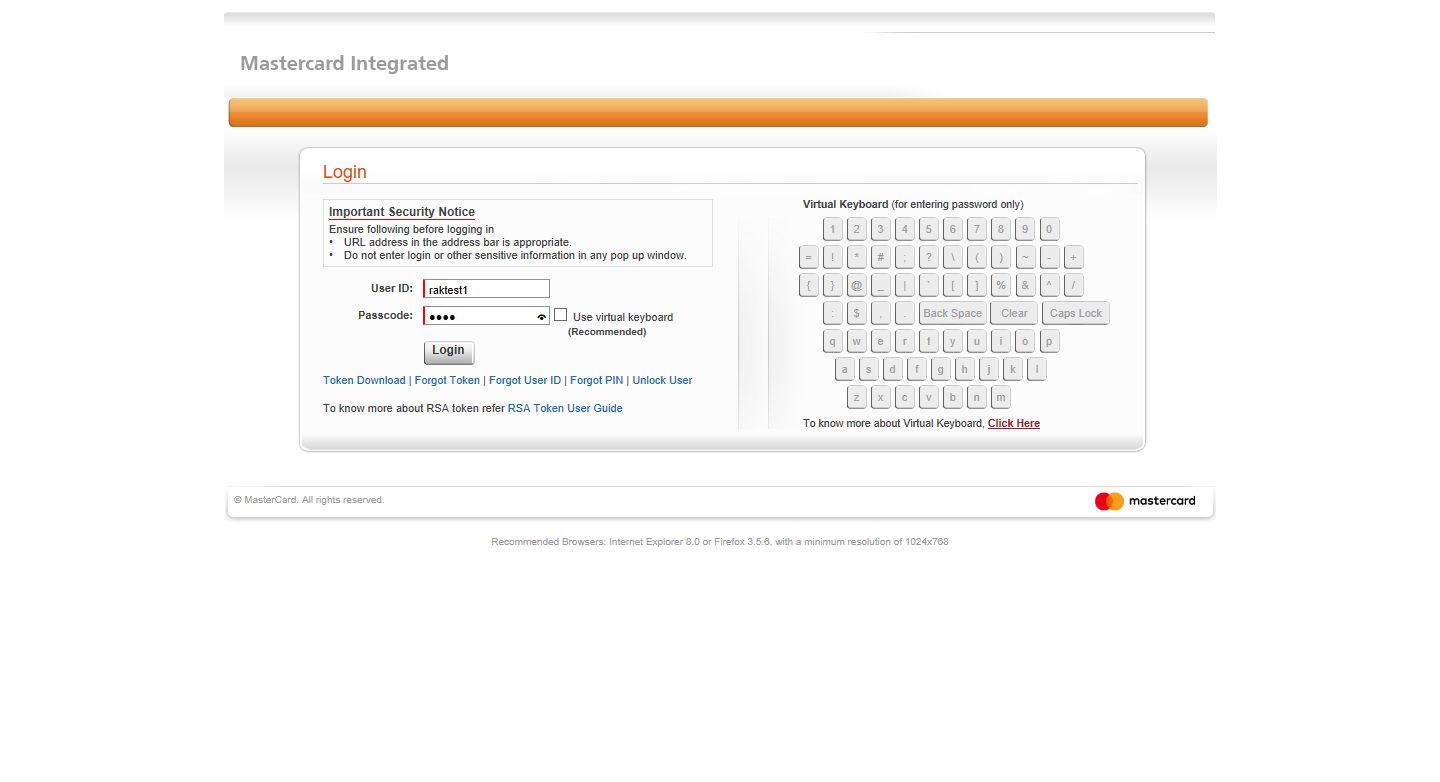 Mastercard Integrated
Login
Important Security Notice
Ensure following before logging in
• URL address in the address bar is appropriate.
• Do not enter login or other sensitive information in any pop up window.
User ID: raktest1
Passcode: ●●●● Use virtual keyboard
(Recommended)
Login
Token Download | Forgot Token | Forgot User ID | Forgot PIN | Unlock User
To know more about RSA token refer RSA Token User Guide
Virtual Keyboard (for entering password only)
1 2 3 4 5 6 7 8 9 0
= ! * # ; ? \ ( ) ~ - +
{ } @ _ | ` [ ] % & ^ /
: $ , . Back Space Clear Caps Lock
q w e r t y u i o p
a s d f g h j k l
z x c v b n m
To know more about Virtual Keyboard, Click Here
© MasterCard. All rights reserved.
mastercard
Recommended Browsers: Internet Explorer 8.0 or Firefox 3.5.6. with a minimum resolution of 1024x768